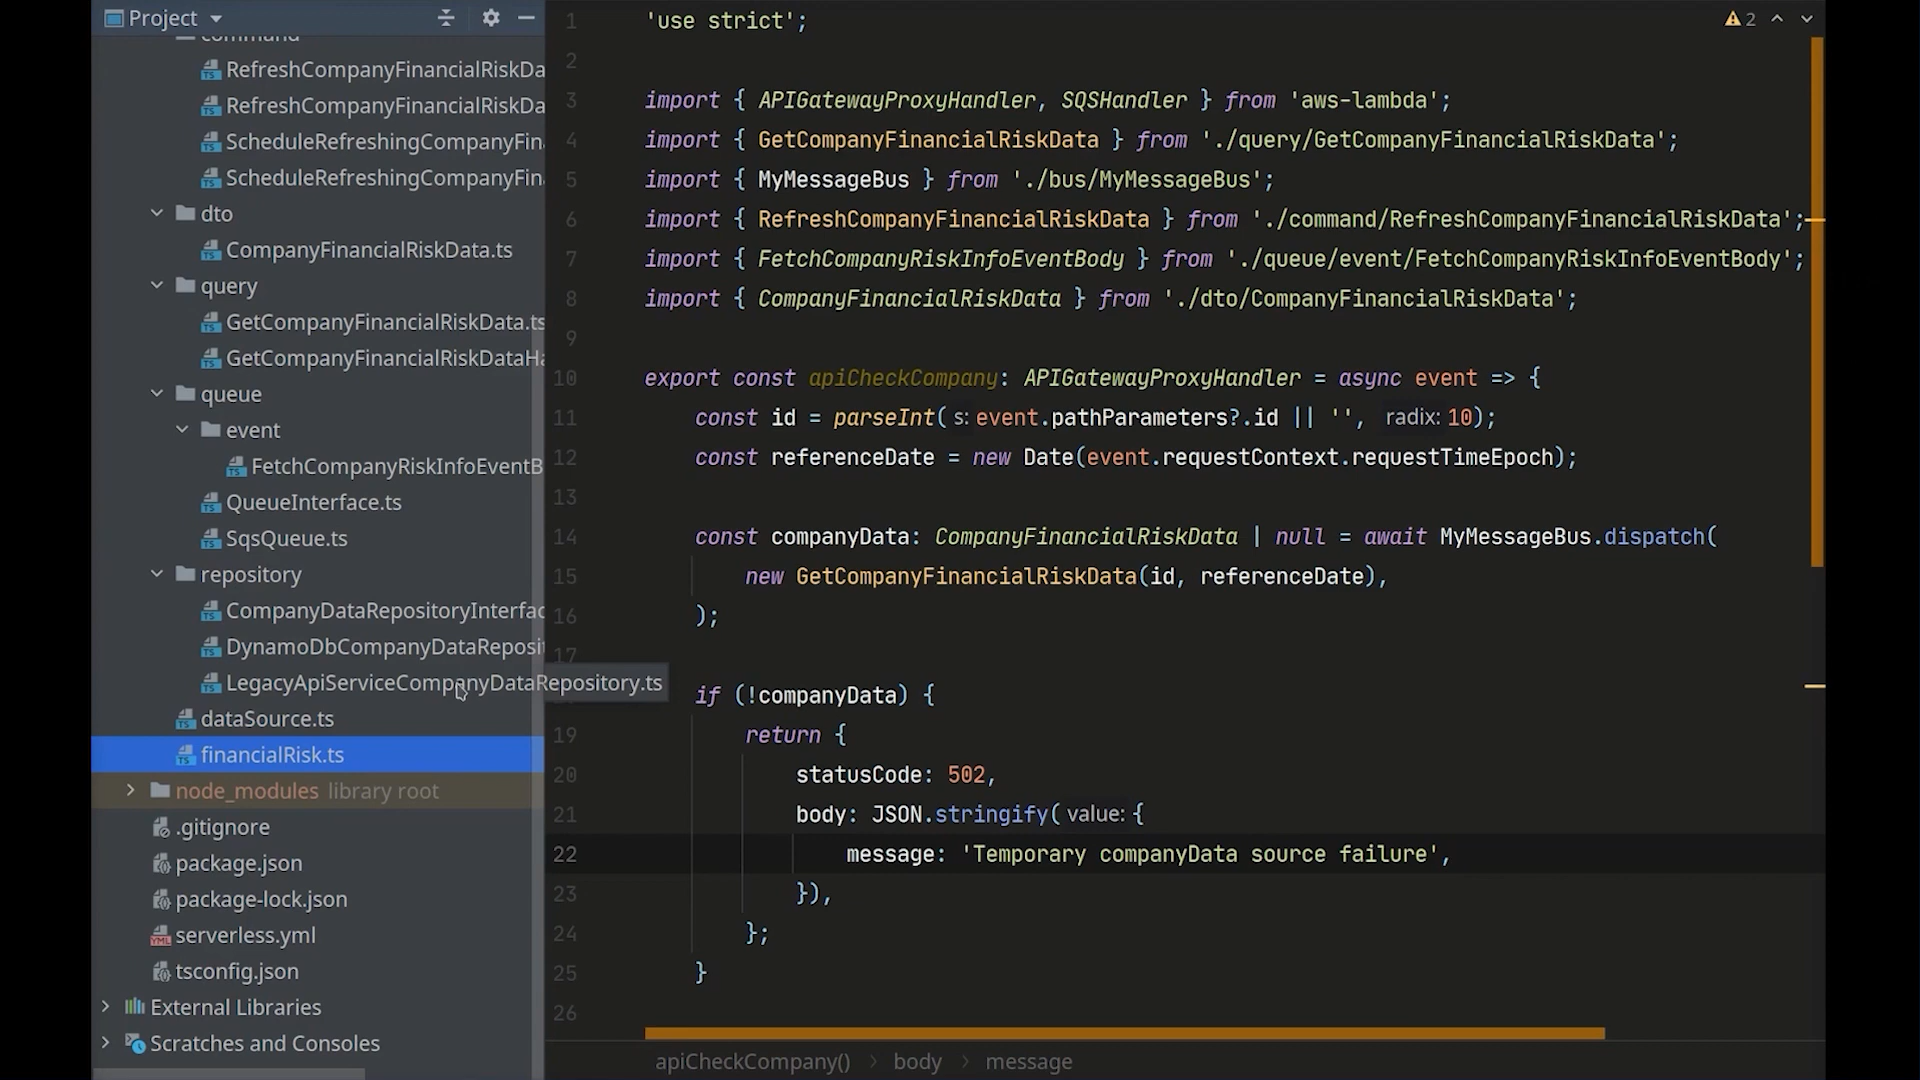 Project
command
RefreshCompanyFinancialRiskDa
RefreshCompanyFinancialRiskDa
ScheduleRefreshingCompanyFin
ScheduleRefreshingCompanyFin
dto
CompanyFinancialRiskData.ts
query
GetCompanyFinancialRiskData.ts
GetCompanyFinancialRiskDataHa
queue
event
FetchCompanyRiskInfoEventB
QueueInterface.ts
SqsQueue.ts
repository
CompanyDataRepositoryInterfac
DynamoDbCompanyDataReposit
LegacyApiServiceCompanyDataRepository.ts
dataSource.ts
financialRisk.ts
node_modules library root
.gitignore
package.json
package-lock.json
serverless.yml
tsconfig.json
External Libraries
Scratches and Consoles
2
1 'use strict';
2
3 import { APIGatewayProxyHandler, SQSHandler } from 'aws-lambda';
4 import { GetCompanyFinancialRiskData } from './query/GetCompanyFinancialRiskData';
5 import { MyMessageBus } from './bus/MyMessageBus';
6 import { RefreshCompanyFinancialRiskData } from './command/RefreshCompanyFinancialRiskData';
7 import { FetchCompanyRiskInfoEventBody } from './queue/event/FetchCompanyRiskInfoEventBody';
8 import { CompanyFinancialRiskData } from './dto/CompanyFinancialRiskData';
9
10 export const apiCheckCompany: APIGatewayProxyHandler = async event => {
11 const id = parseInt( s: event.pathParameters?.id || '', radix: 10);
12 const referenceDate = new Date(event.requestContext.requestTimeEpoch);
13
14 const companyData: CompanyFinancialRiskData | null = await MyMessageBus.dispatch(
15 new GetCompanyFinancialRiskData(id, referenceDate),
16 );
17
if (!companyData) {
19 return {
20 statusCode: 502,
21 body: JSON.stringify( value: {
22 message: 'Temporary companyData source failure',
23 }),
24 };
25 }
26
apiCheckCompany() > body > message